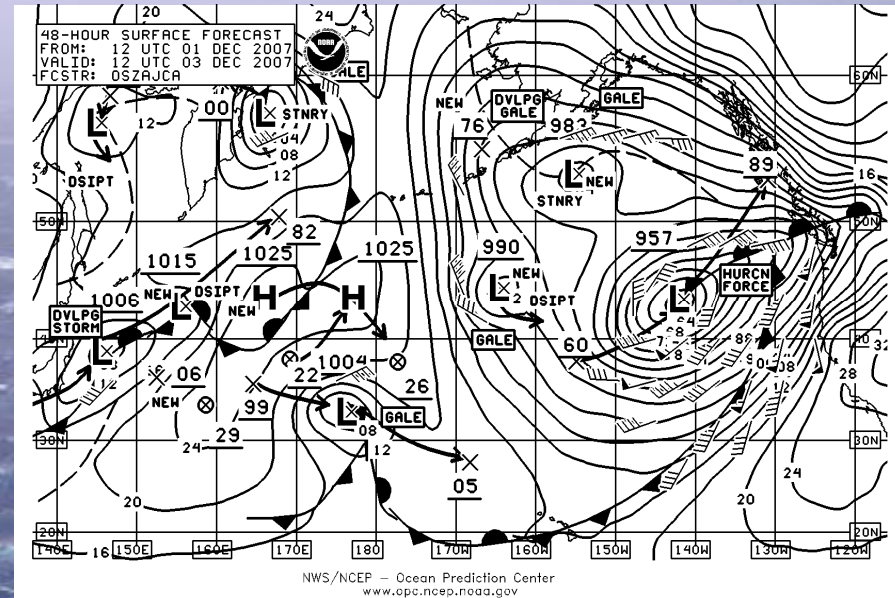 48-HOUR SURFACE FORECAST
FROM: 12 UTC 01 DEC 2007
VALID: 12 UTC 03 DEC 2007
FCSTR: OSZAJCA
NOAA
20
24
60N
60N
L
12
00
L
STNRY
08
12
DSIPT
NEW
DVLPG
GALE
GALE
76
983
L
NEW
STNRY
89
16
50N
50N
82
1015
1025
1025
990
957
NEW
DSIPT
L
NEW
H
H
L
NEW
DSIPT
L
HURCN
FORCE
DVLPG
STORM
1006
L
GALE
60
40
28
06
NEW
22
1004
26
99
L
GALE
08
12
29
24
30N
30N
05
20
24
20
20N
20N
16
140E
150E
160E
170E
180
170W
160W
150W
140W
130W
120W
NWS/NCEP – Ocean Prediction Center
www.opc.ncep.noaa.gov